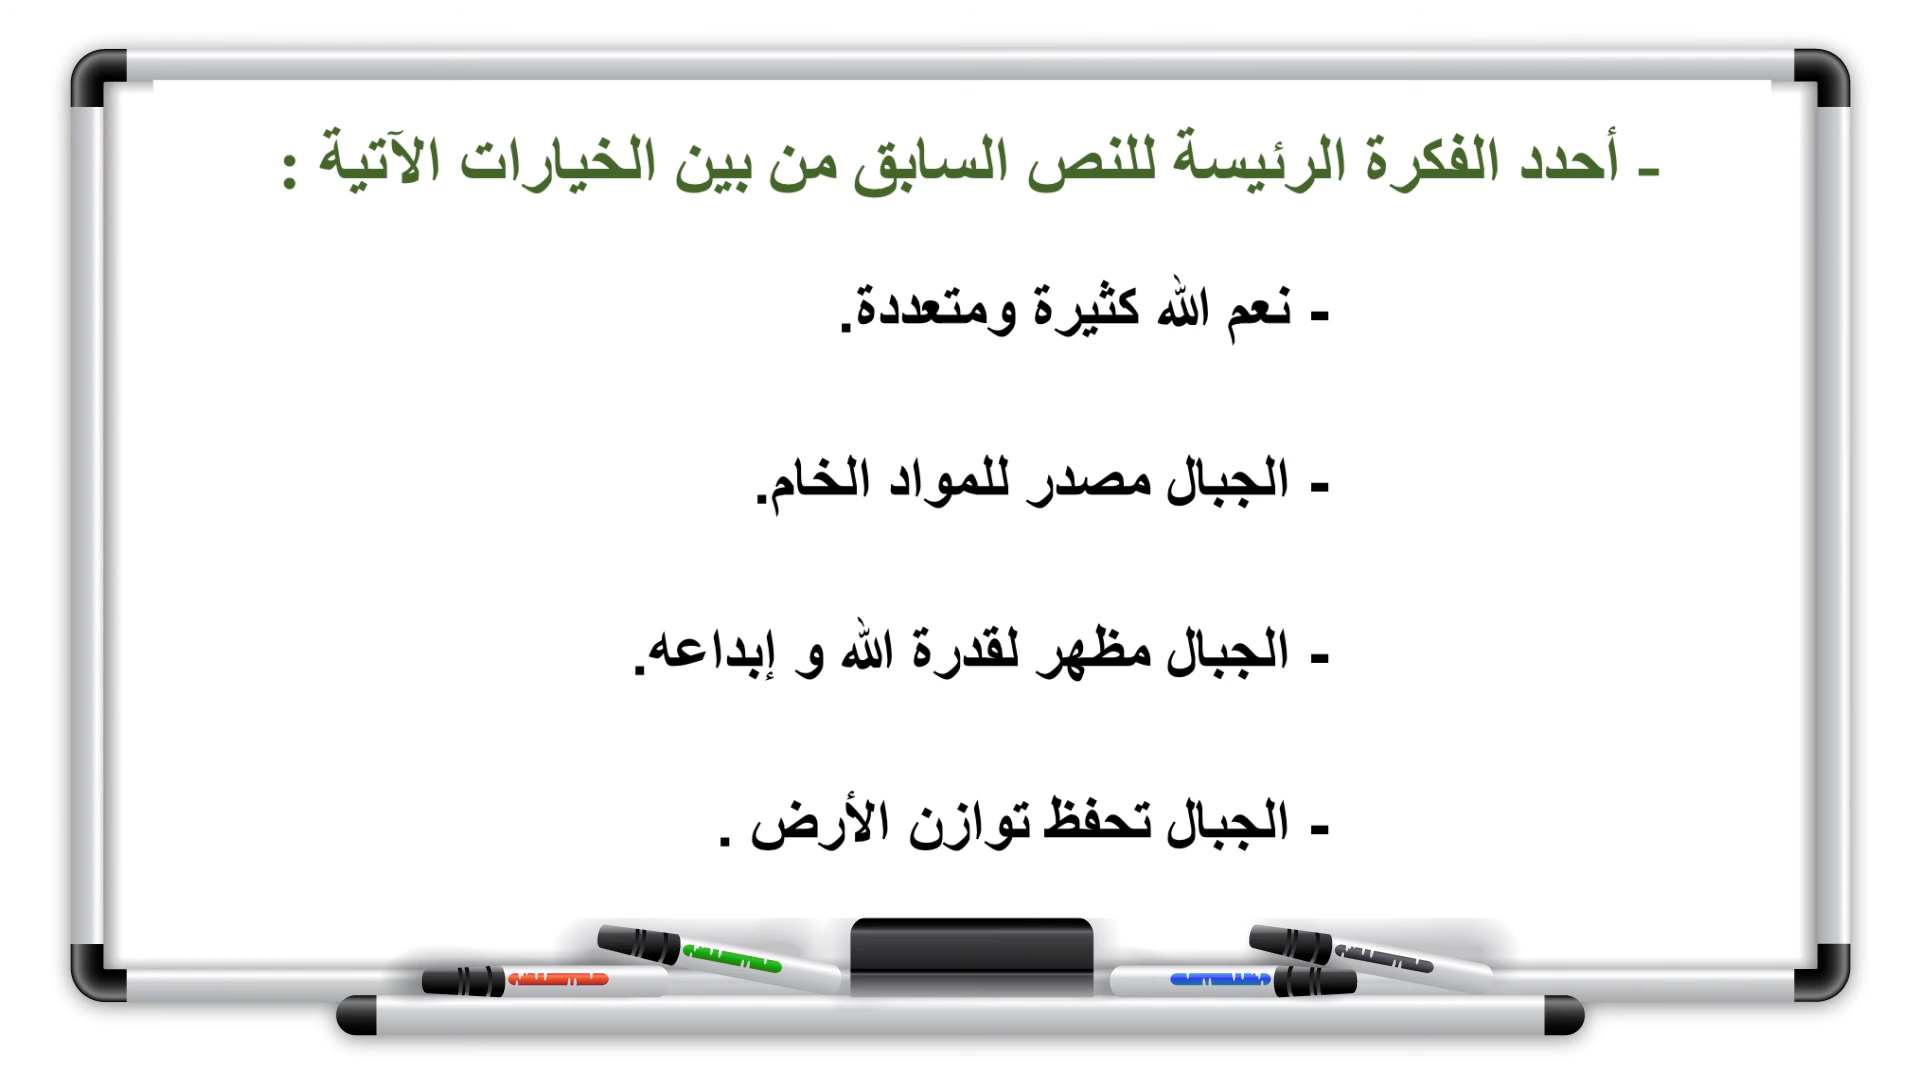 - أحدد الفكرة الرئيسة للنص السابق من بين الخيارات الآتية :
- نعم الله كثيرة ومتعددة.
- الجبال مصدر للمواد الخام.
- الجبال مظهر لقدرة الله و إبداعه.
- الجبال تحفظ توازن الأرض .